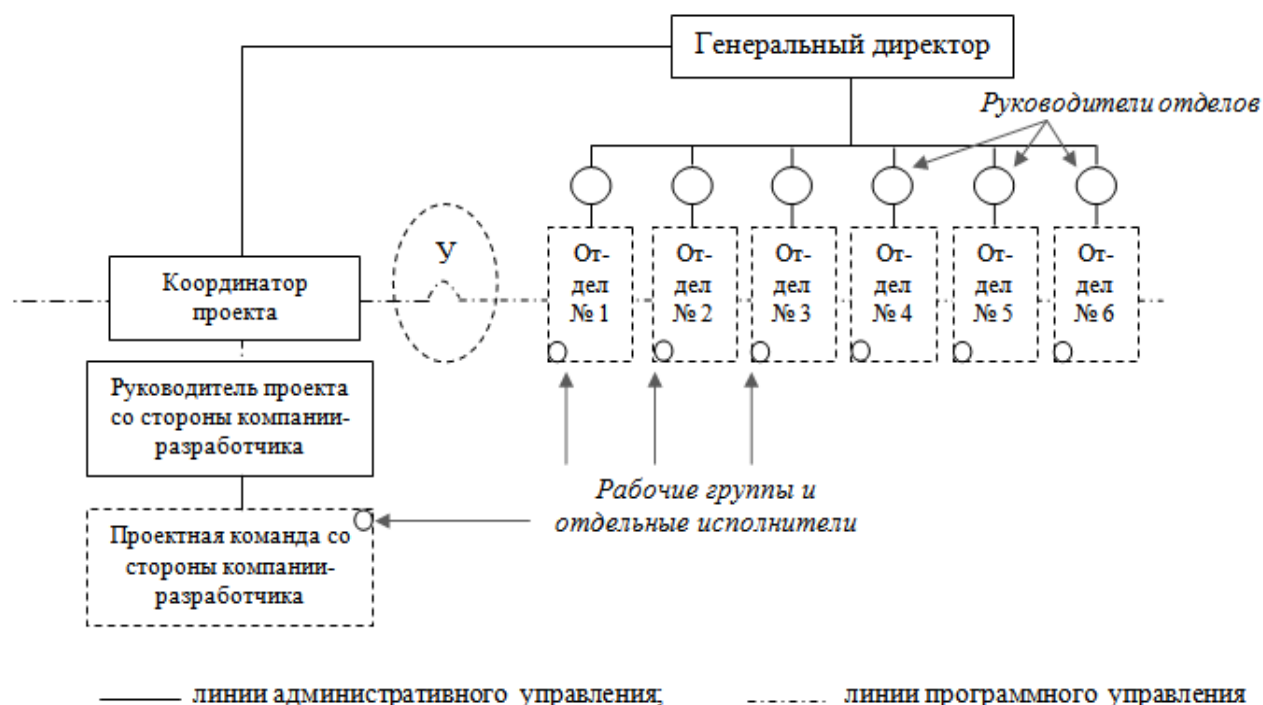 Генеральный директор
Руководители отделов
У
От-
дел
№ 1
От-
дел
№ 2
От-
дел
№ 3
От-
дел
№ 4
От-
дел
№ 5
От-
дел
№ 6
Координатор
проекта
Руководитель проекта
со стороны компании-
разработчика
Рабочие группы и
отдельные исполнители
Проектная команда со
стороны компании-
разработчика
линии административного управления;
линии программного управления